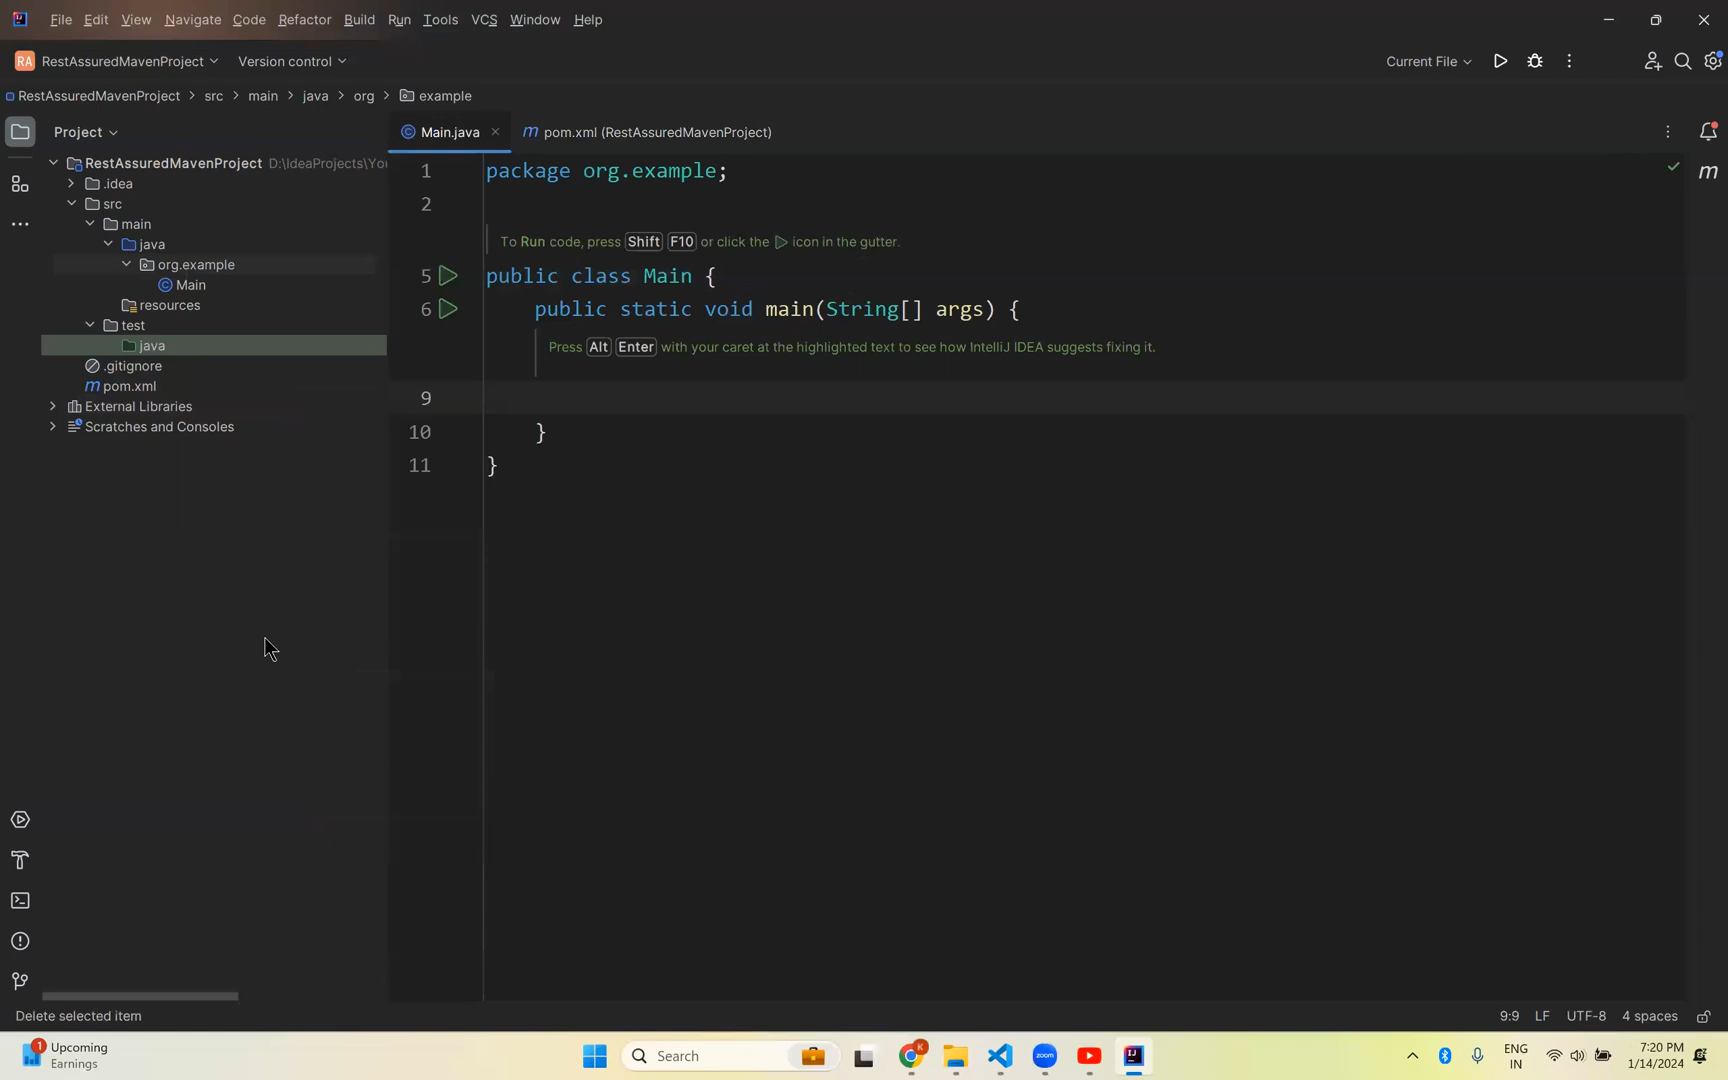 File Edit View Navigate Code Refactor Build Run Tools VCS Window Help
RA RestAssuredMavenProject Version control Current File
RestAssuredMavenProject > src > main > java > org > example
Project
Main.java
pom.xml (RestAssuredMavenProject)
RestAssuredMavenProject D:\IdeaProjects\You
.idea
src
main
java
org.example
Main
resources
test
java
.gitignore
pom.xml
External Libraries
Scratches and Consoles
1 package org.example;
2
To Run code, press Shift F10 or click the icon in the gutter.
5 public class Main {
6 public static void main(String[] args) {
Press Alt Enter with your caret at the highlighted text to see how IntelliJ IDEA suggests fixing it.
9
10 }
11 }
Delete selected item 9:9 LF UTF-8 4 spaces
1 Upcoming
Earnings
Search
zoom
ENG
IN
7:20 PM
1/14/2024